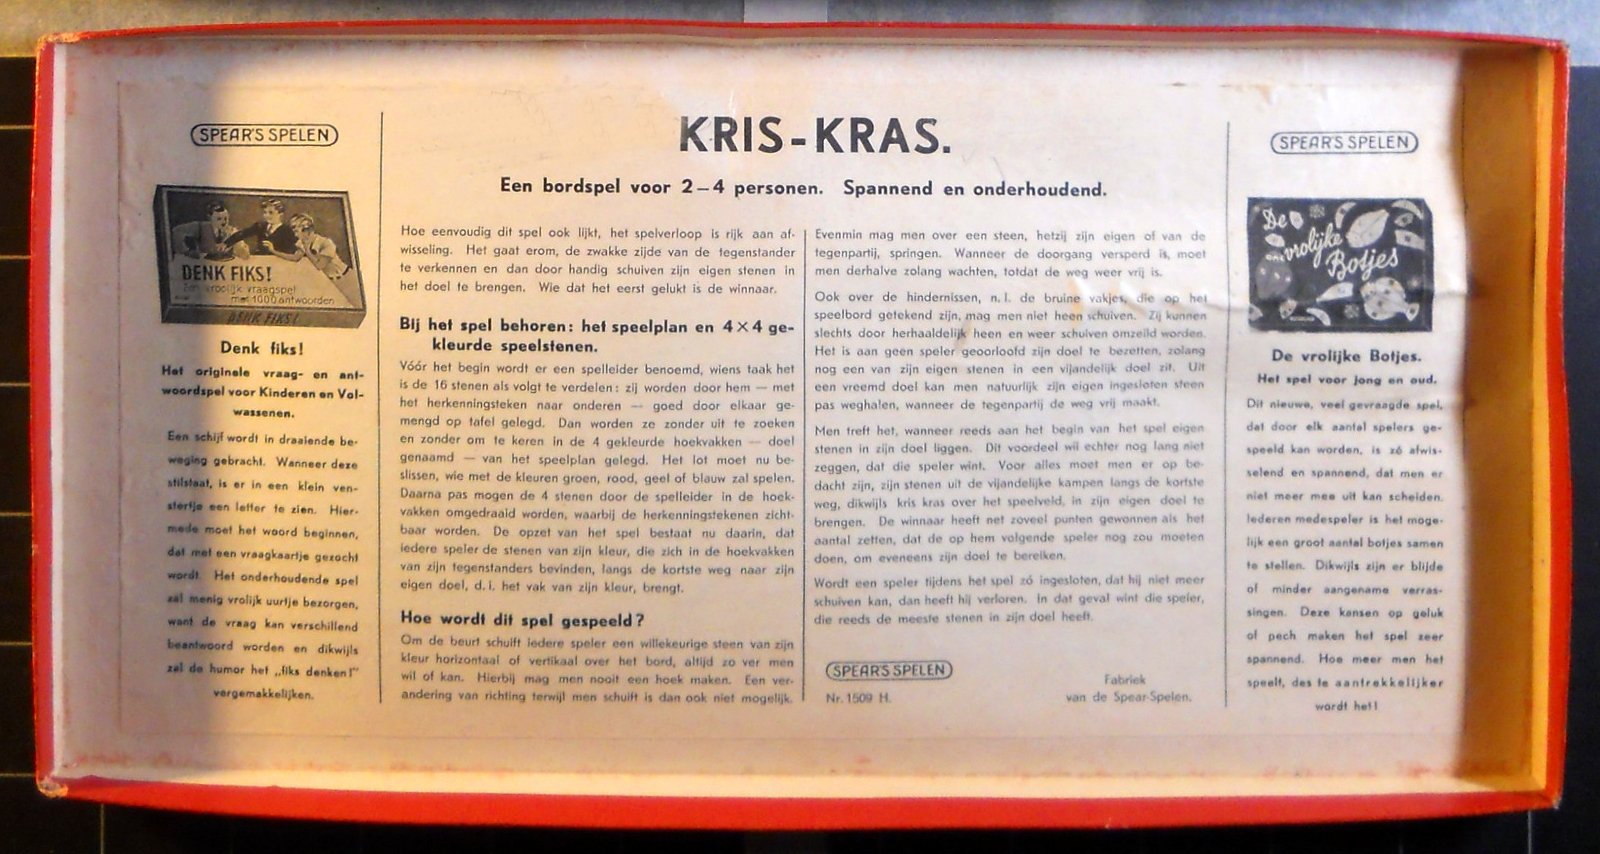 SPEAR'S SPELEN
DENK FIKS!
Een vroolijk vraagspel
met 1000 antwoorden
DENK FIKS!
Denk fiks!
Het originele vraag- en ant-
woordspel voor Kinderen en Vol-
wassenen.
Een schijf wordt in draaiende be-
weging gebracht. Wanneer deze
stilstaat, is er in een klein ven-
stertje een letter te zien. Hier-
mede moet het woord beginnen,
dat met een vraagkaartje gezocht
wordt. Het onderhoudende spel
zal menig vrolijk uurtje bezorgen,
want de vraag kan verschillend
beantwoord worden en dikwijls
zal de humor het „fiks denken!"
vergemakkelijken.
KRIS-KRAS.
Een bordspel voor 2–4 personen. Spannend en onderhoudend.
Hoe eenvoudig dit spel ook lijkt, het spelverloop is rijk aan af-
wisseling. Het gaat erom, de zwakke zijde van de tegenstander
te verkennen en dan door handig schuiven zijn eigen stenen in
het doel te brengen. Wie dat het eerst gelukt is de winnaar.
Bij het spel behoren: het speelplan en 4×4 ge-
kleurde speelstenen.
Vóór het begin wordt er een spelleider benoemd, wiens taak het
is de 16 stenen als volgt te verdelen: zij worden door hem — met
het herkenningsteken naar onderen — goed door elkaar ge-
mengd op tafel gelegd. Dan worden ze zonder uit te zoeken
en zonder om te keren in de 4 gekleurde hoekvakken — doel
genaamd — van het speelplan gelegd. Het lot moet nu be-
slissen, wie met de kleuren groen, rood, geel of blauw zal spelen.
Daarna pas mogen de 4 stenen door de spelleider in de hoek-
vakken omgedraaid worden, waarbij de herkenningstekenen zicht-
baar worden. De opzet van het spel bestaat nu daarin, dat
iedere speler de stenen van zijn kleur, die zich in de hoekvakken
van zijn tegenstanders bevinden, langs de kortste weg naar zijn
eigen doel, d. i. het vak van zijn kleur, brengt.
Hoe wordt dit spel gespeeld?
Om de beurt schuift iedere speler een willekeurige steen van zijn
kleur horizontaal of vertikaal over het bord, altijd zo ver men
wil of kan. Hierbij mag men nooit een hoek maken. Een ver-
andering van richting terwijl men schuift is dan ook niet mogelijk.
Evenmin mag men over een steen, hetzij zijn eigen of van de
tegenpartij, springen. Wanneer de doorgang versperd is, moet
men derhalve zolang wachten, totdat de weg weer vrij is.
Ook over de hindernissen, n. l. de bruine vakjes, die op het
speelbord getekend zijn, mag men niet heen schuiven. Zij kunnen
slechts door herhaaldelijk heen en weer schuiven omzeild worden.
Het is aan geen speler geoorloofd zijn doel te bezetten, zolang
nog een van zijn eigen stenen in een vijandelijk doel zit. Uit
een vreemd doel kan men natuurlijk zijn eigen ingesloten steen
pas weghalen, wanneer de tegenpartij de weg vrij maakt.
Men treft het, wanneer reeds aan het begin van het spel eigen
stenen in zijn doel liggen. Dit voordeel wil echter nog lang niet
zeggen, dat die speler wint. Voor alles moet men er op be-
dacht zijn, zijn stenen uit de vijandelijke kampen langs de kortste
weg, dikwijls kris kras over het speelveld, in zijn eigen doel te
brengen. De winnaar heeft net zoveel punten gewonnen als het
aantal zetten, dat de op hem volgende speler nog zou moeten
doen, om eveneens zijn doel te bereiken.
Wordt een speler tijdens het spel zó ingesloten, dat hij niet meer
schuiven kan, dan heeft hij verloren. In dat geval wint die speler,
die reeds de meeste stenen in zijn doel heeft.
SPEAR'S SPELEN
Nr. 1509 H.
Fabriek
van de Spear-Spelen.
SPEAR'S SPELEN
De
vrolijke
Botjes
De vrolijke Botjes.
Het spel voor jong en oud.
Dit nieuwe, veel gevraagde spel,
dat door elk aantal spelers ge-
speeld kan worden, is zó afwis-
selend en spannend, dat men er
niet meer mee uit kan scheiden.
Iedere medespeler is het moge-
lijk een groot aantal botjes samen
te stellen. Dikwijls zijn er blijde
of minder aangename verras-
singen. Deze kansen op geluk
of pech maken het spel zeer
spannend. Hoe meer men het
speelt, des te aantrekkelijker
wordt het!